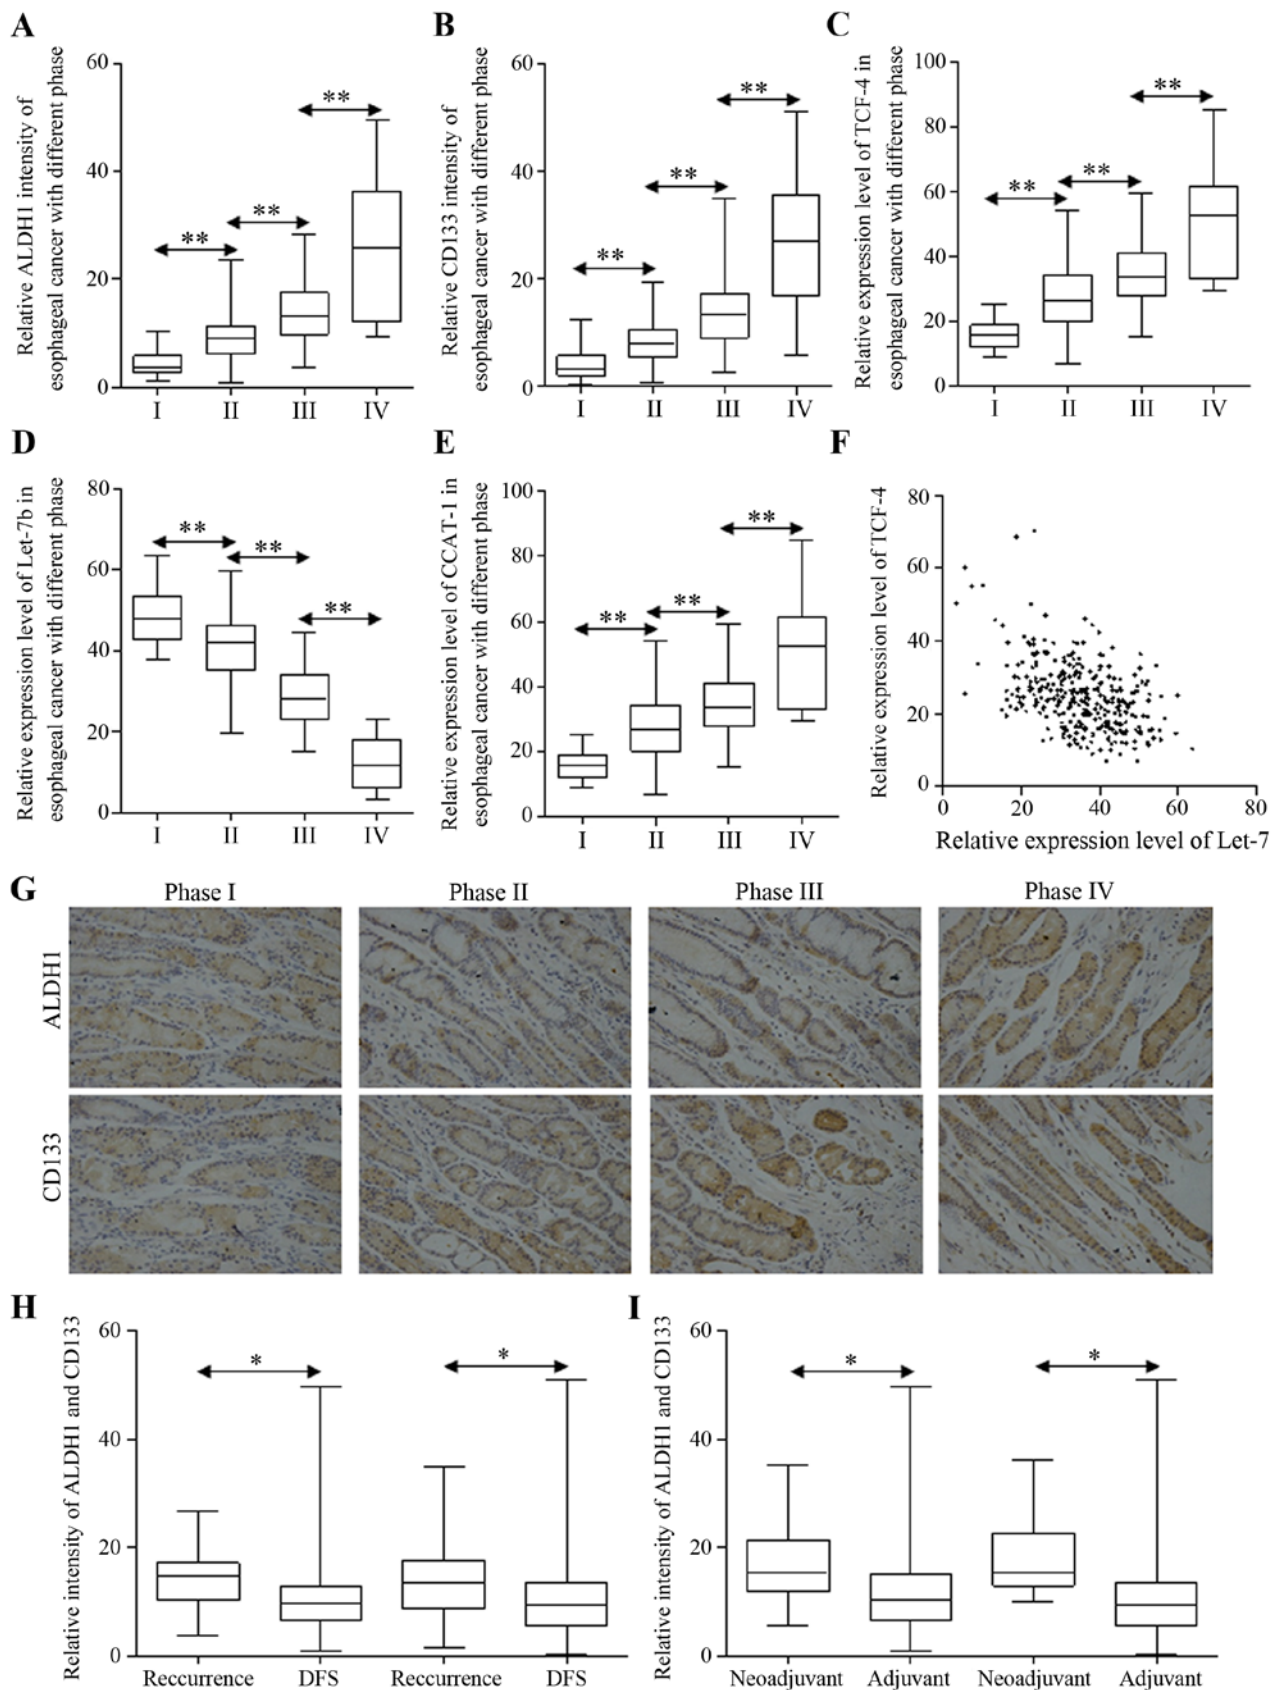 A
Relative ALDH1 intensity of
esophageal cancer with different phase
60
40
20
0
**
**
**
I II III IV
B
Relative CD133 intensity of
esophageal cancer with different phase
60
40
20
0
**
**
**
I II III IV
C
Relative expression level of TCF-4 in
esophageal cancer with different phase
100
80
60
40
20
0
**
**
**
I II III IV
D
Relative expression level of Let-7b in
esophageal cancer with different phase
80
60
40
20
0
**
**
**
I II III IV
E
Relative expression level of CCAT-1 in
esophageal cancer with different phase
100
80
60
40
20
0
**
**
**
I II III IV
F
Relative expression level of TCF-4
80
60
40
20
0
0 20 40 60 80
Relative expression level of Let-7
G
Phase I Phase II Phase III Phase IV
ALDH1
CD133
H
Relative intensity of ALDH1 and CD133
60
40
20
0
*
*
Reccurrence DFS Reccurrence DFS
I
Relative intensity of ALDH1 and CD133
60
40
20
0
*
*
Neoadjuvant Adjuvant Neoadjuvant Adjuvant